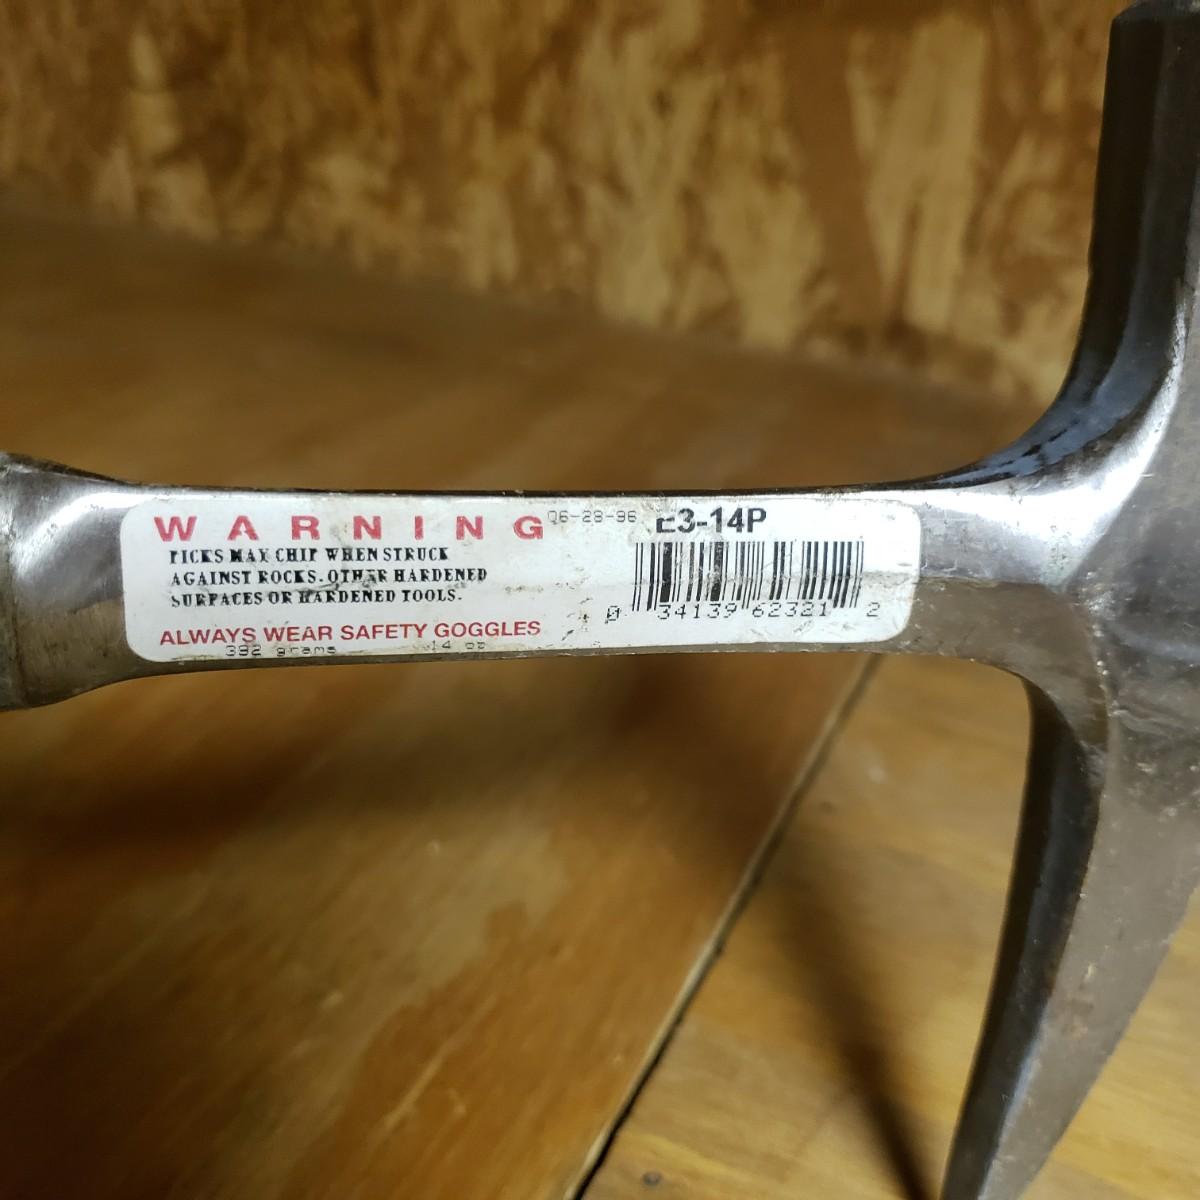 WARNING 06-28-96 E3-14P
PICKS MAY CHIP WHEN STRUCK
AGAINST ROCKS. OTHER HARDENED
SURFACES OR HARDENED TOOLS.
0 34139 62321 2
ALWAYS WEAR SAFETY GOGGLES
392 grams 14 oz